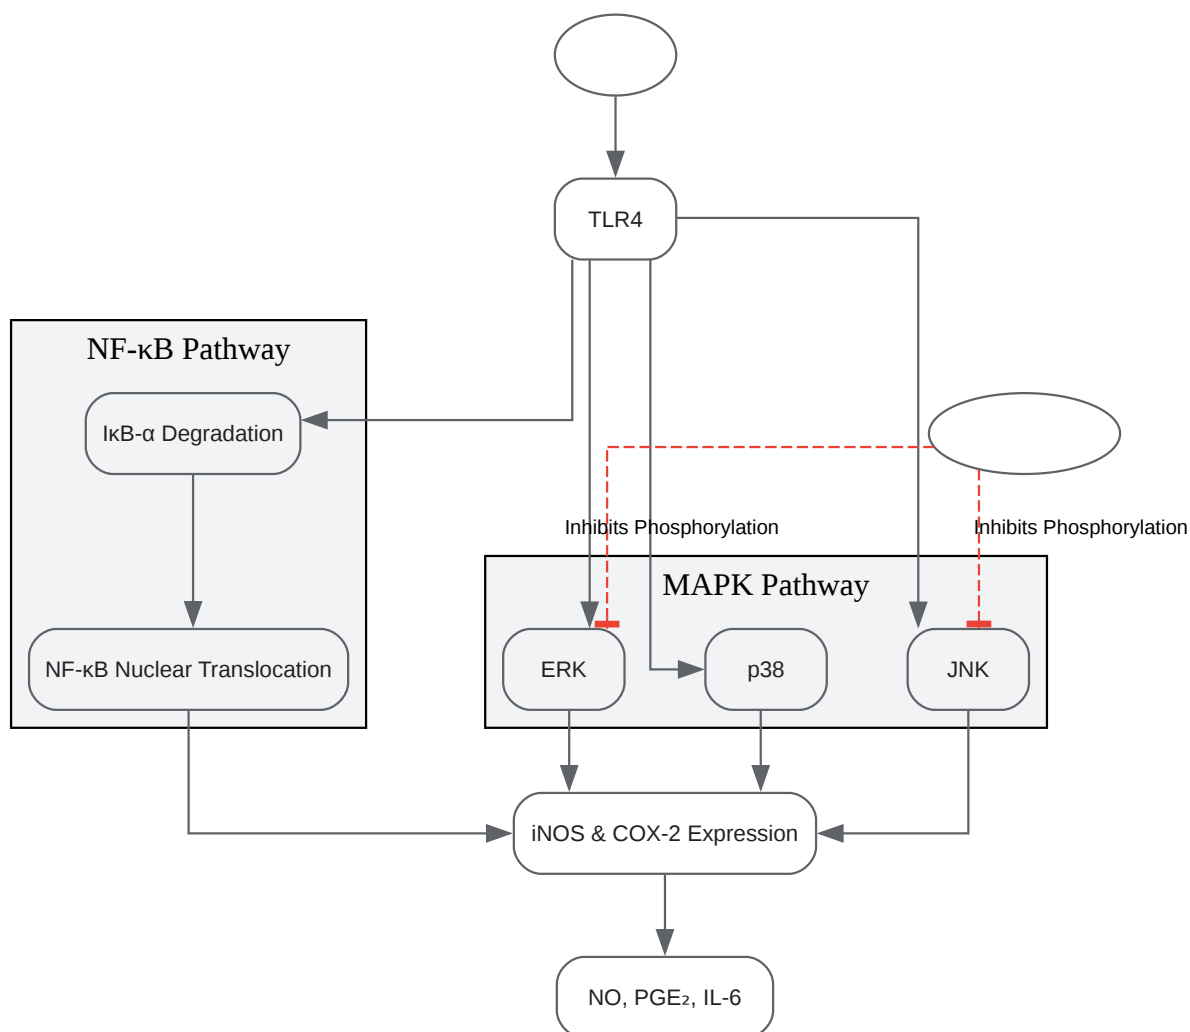 TLR4
NF-κB Pathway
IκB-α Degradation
Inhibits Phosphorylation
Inhibits Phosphorylation
MAPK Pathway
NF-κB Nuclear Translocation
ERK
p38
JNK
iNOS & COX-2 Expression
NO, PGE₂, IL-6